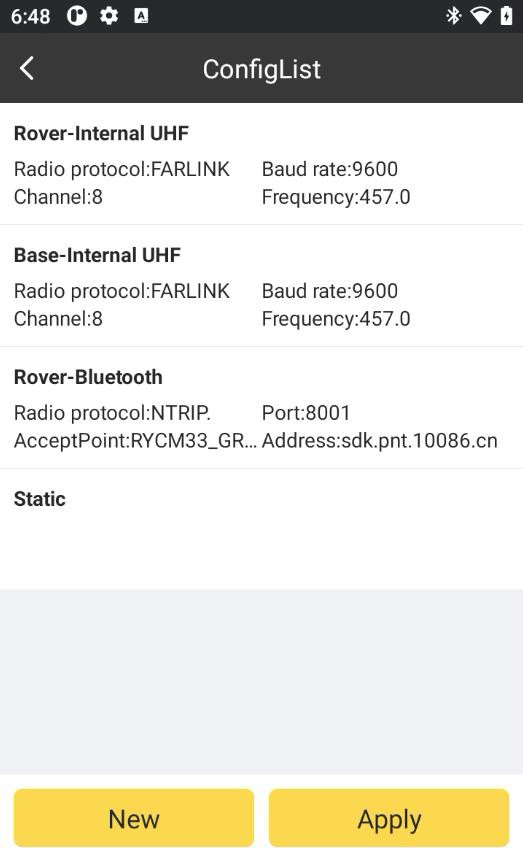 6:48
ConfigList
Rover-Internal UHF
Radio protocol:FARLINK Baud rate:9600
Channel:8 Frequency:457.0
Base-Internal UHF
Radio protocol:FARLINK Baud rate:9600
Channel:8 Frequency:457.0
Rover-Bluetooth
Radio protocol:NTRIP. Port:8001
AcceptPoint:RYCM33_GR... Address:sdk.pnt.10086.cn
Static
New Apply